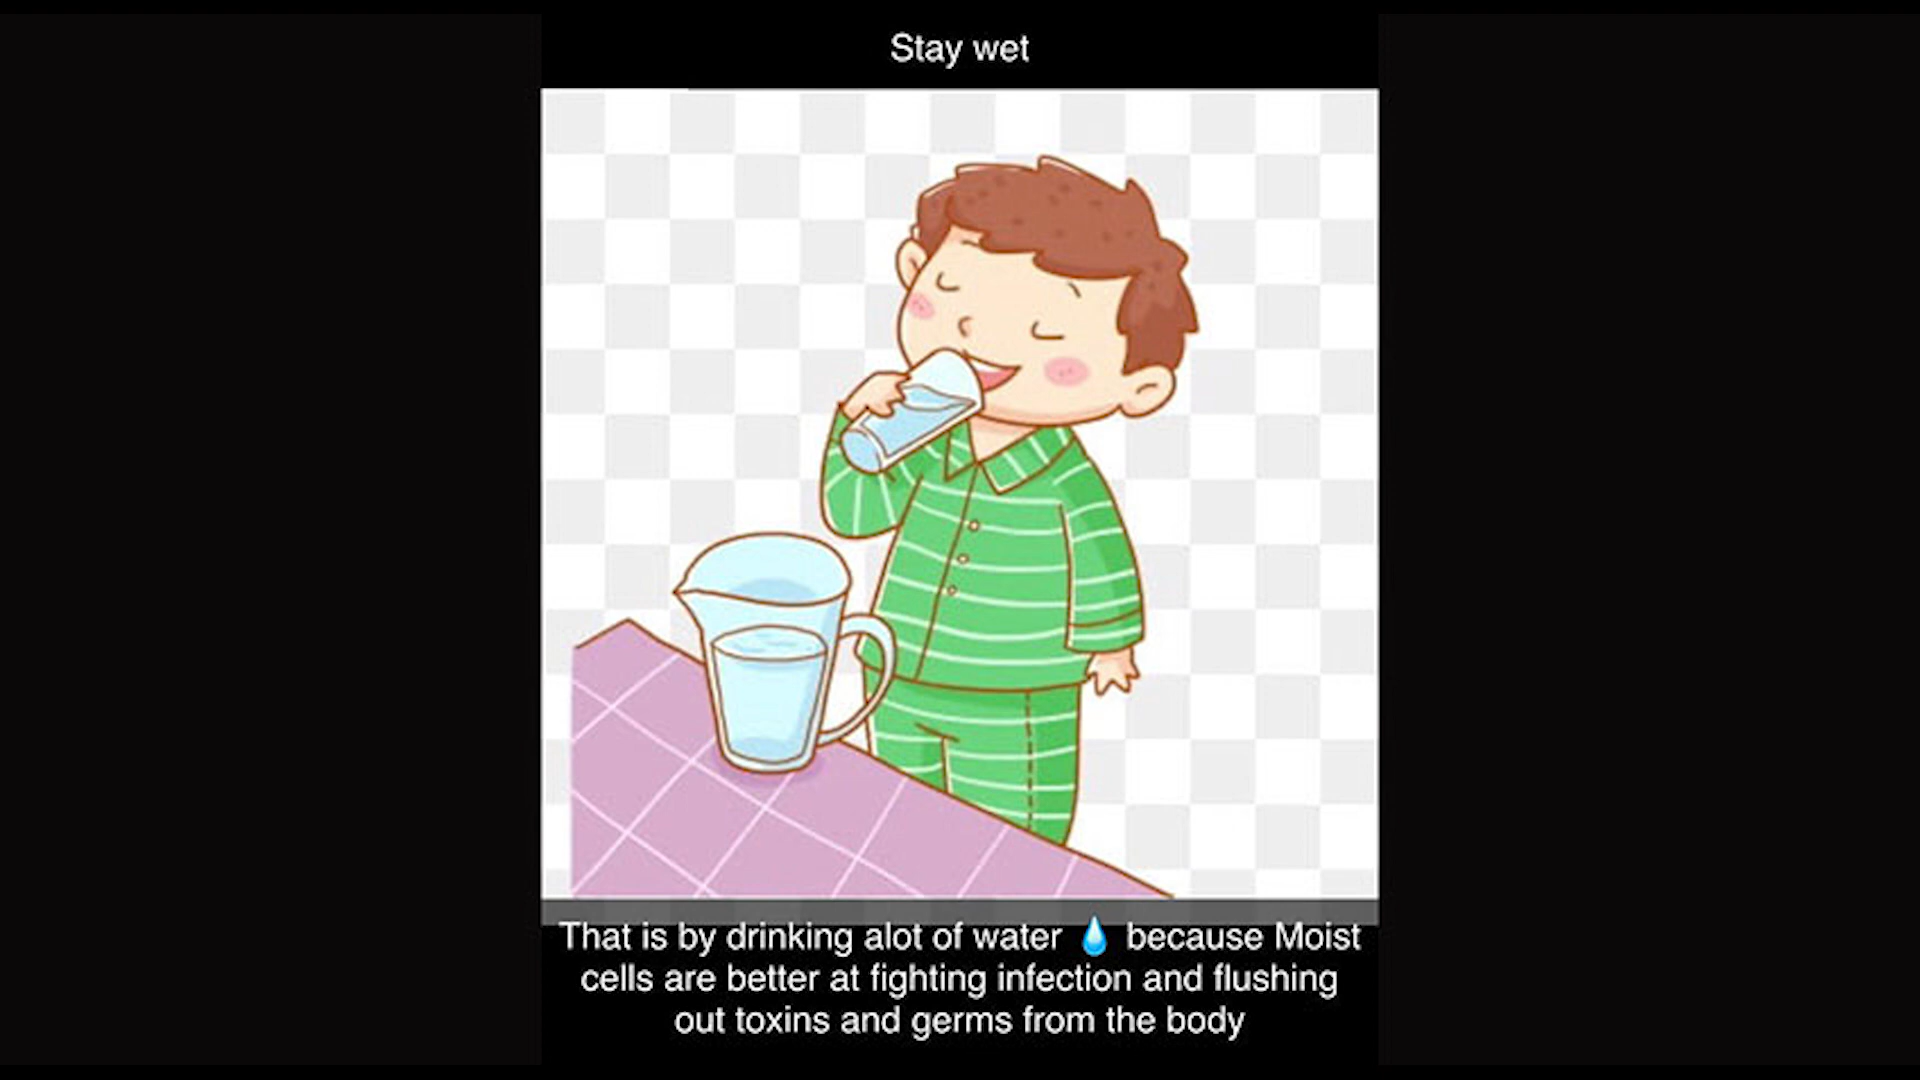 Stay wet
That is by drinking alot of water 💧 because Moist
cells are better at fighting infection and flushing
out toxins and germs from the body